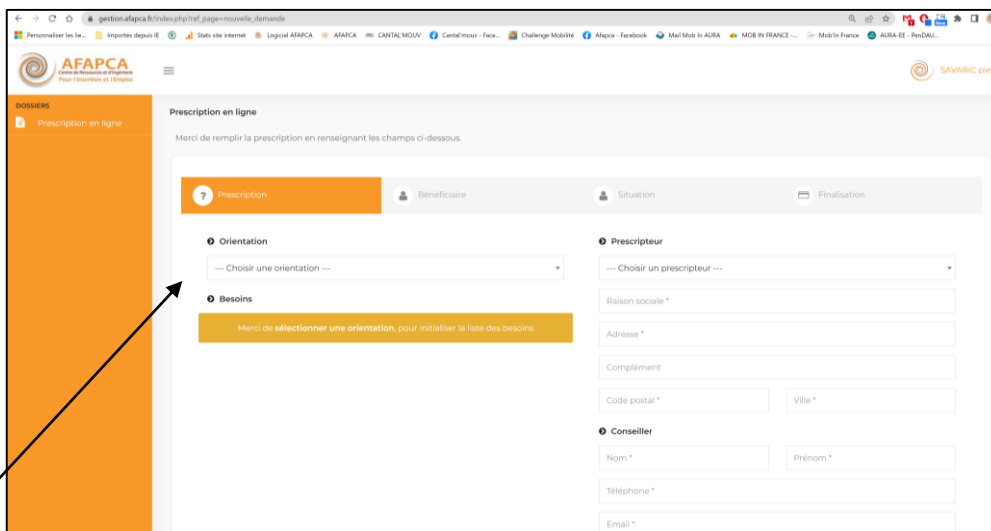 gestion.afapca.fr/index.php?ref_page=nouvelle_demande
Personnaliser les lie... Importés depuis IE Stats site internet Logiciel AFAPCA AFAPCA CANTAL'MOUV Cantal'mouv - Face... Challenge Mobilité Afapca - Facebook Mail Mob In AURA MOB IN FRANCE -... Mob'In France AURA-EE - PenDAU...
AFAPCA
Centre de Ressources et d'Ingénierie
Pour l'Insertion et l'Emploi
SAVARIC pie
DOSSIERS
Prescription en ligne
Prescription en ligne
Merci de remplir la prescription en renseignant les champs ci-dessous.
? Prescription
Bénéficiaire
Situation
Finalisation
Orientation
--- Choisir une orientation ---
Besoins
Merci de sélectionner une orientation, pour initialiser la liste des besoins
Prescripteur
--- Choisir un prescripteur ---
Raison sociale *
Adresse *
Complément
Code postal * Ville *
Conseiller
Nom * Prénom *
Téléphone *
Email *